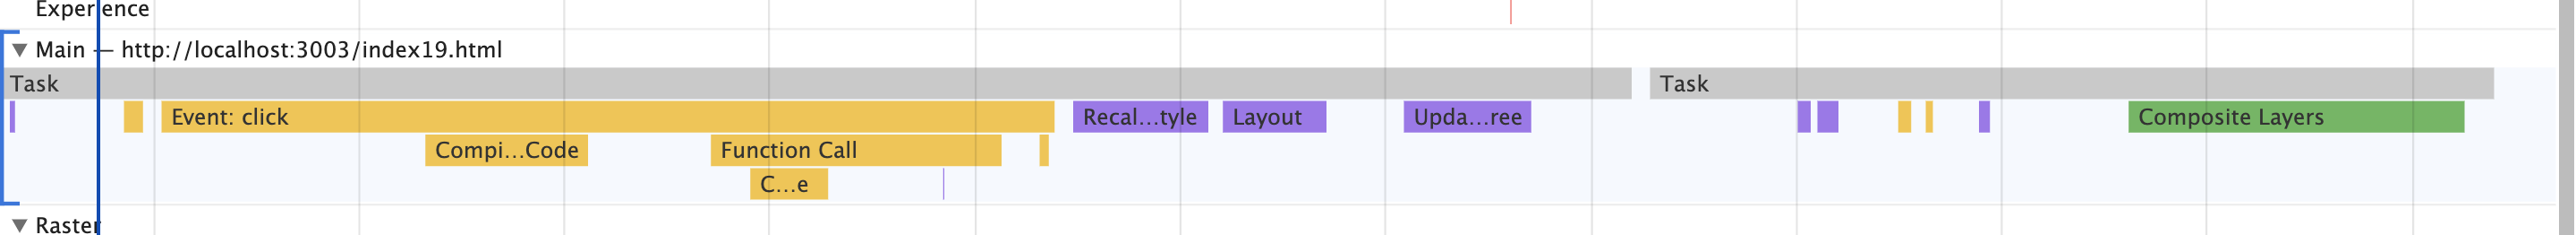 Experience
Main — http://localhost:3003/index19.html
Task Task
Event: click Recal…tyle Layout Upda…ree Composite Layers
Compi…Code Function Call
C…e
Raster